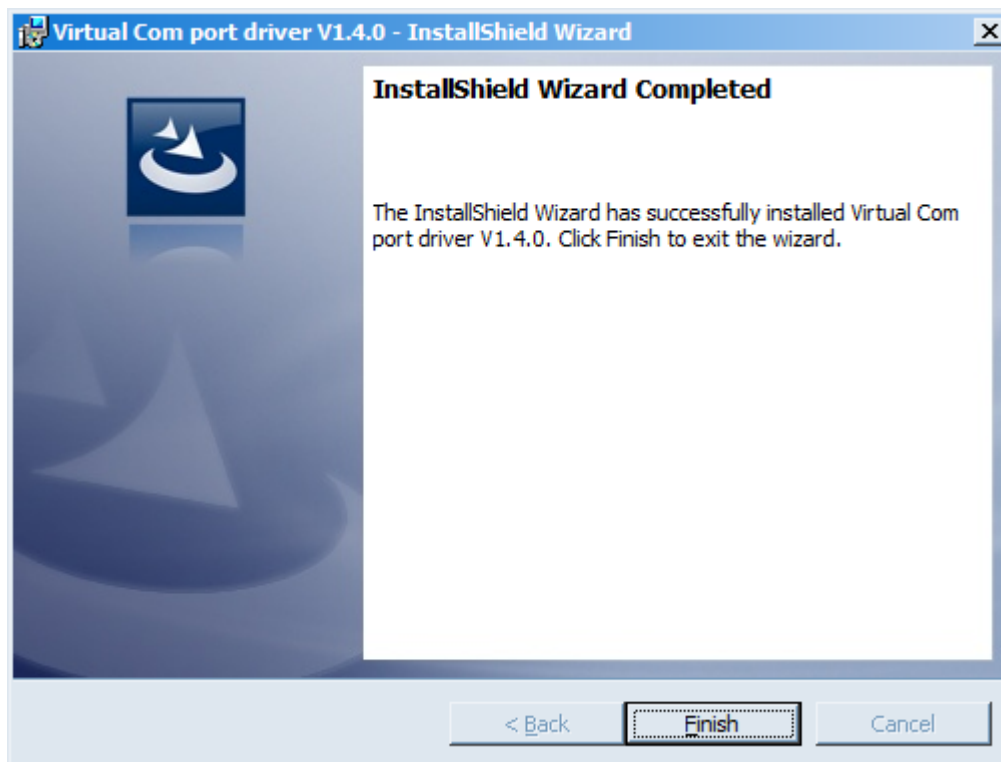 Virtual Com port driver V1.4.0 - InstallShield Wizard
InstallShield Wizard Completed
The InstallShield Wizard has successfully installed Virtual Com
port driver V1.4.0. Click Finish to exit the wizard.
< Back
Finish
Cancel